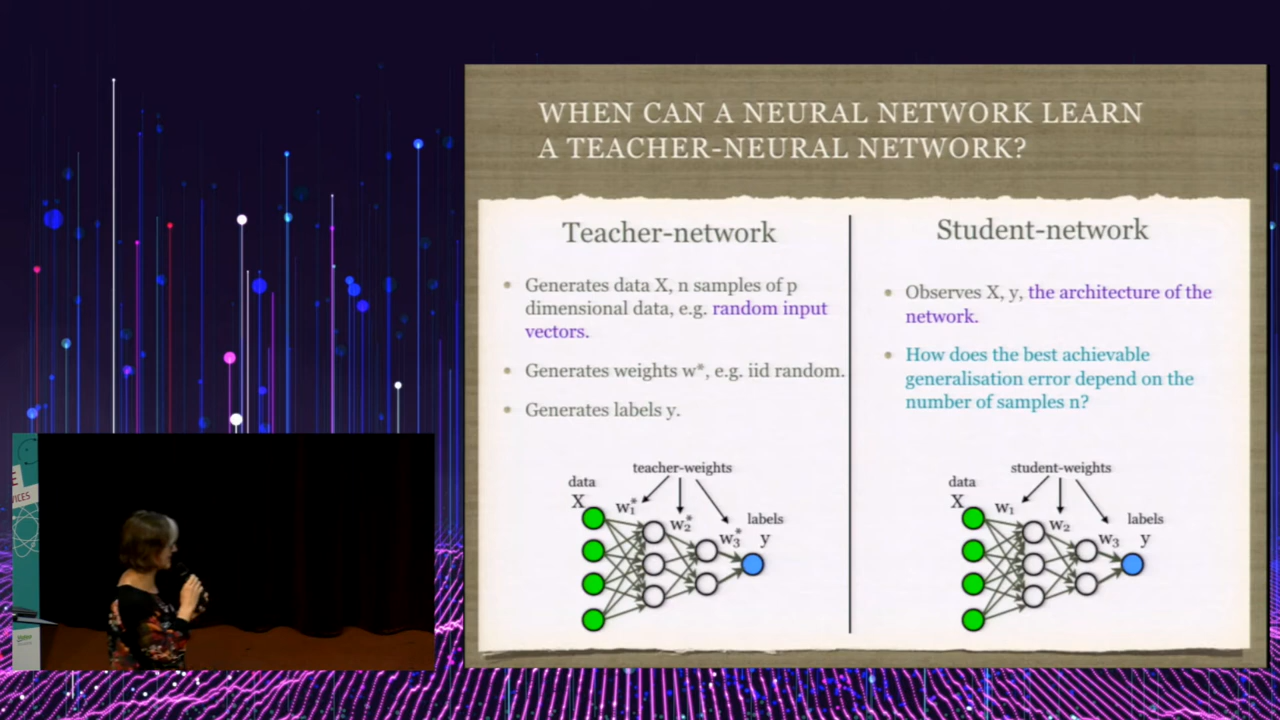 WHEN CAN A NEURAL NETWORK LEARN
A TEACHER-NEURAL NETWORK?
Teacher-network
• Generates data X, n samples of p
dimensional data, e.g. random input
vectors.
• Generates weights w*, e.g. iid random.
• Generates labels y.
teacher-weights
data
X
w₁*
w₂*
w₃*
labels
y
Student-network
• Observes X, y, the architecture of the
network.
• How does the best achievable
generalisation error depend on the
number of samples n?
student-weights
data
X
w₁
w₂
w₃
labels
y
E
VICES